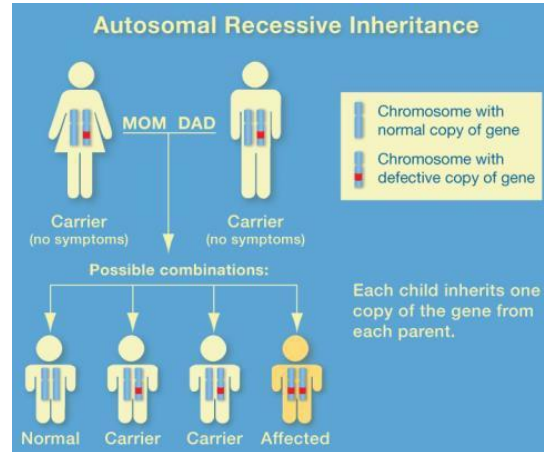 Autosomal Recessive Inheritance
MOM DAD
Carrier
(no symptoms)
Carrier
(no symptoms)
Chromosome with
normal copy of gene
Chromosome with
defective copy of gene
Possible combinations:
Each child inherits one
copy of the gene from
each parent.
Normal
Carrier
Carrier
Affected